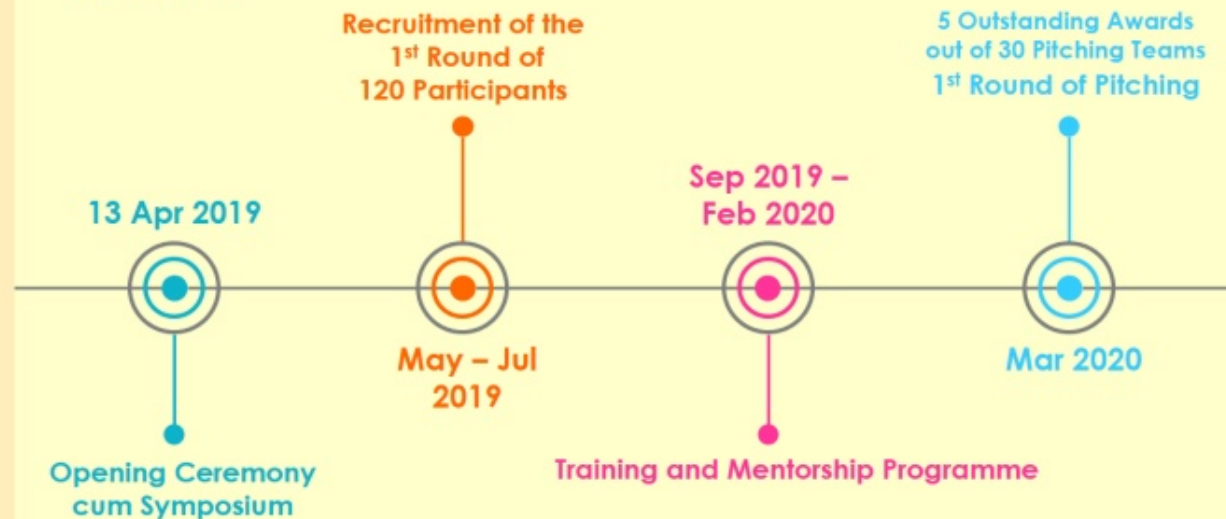 13 Apr 2019
Opening Ceremony
cum Symposium
Recruitment of the
1st Round of
120 Participants
May – Jul
2019
Sep 2019 –
Feb 2020
Training and Mentorship Programme
5 Outstanding Awards
out of 30 Pitching Teams
1st Round of Pitching
Mar 2020